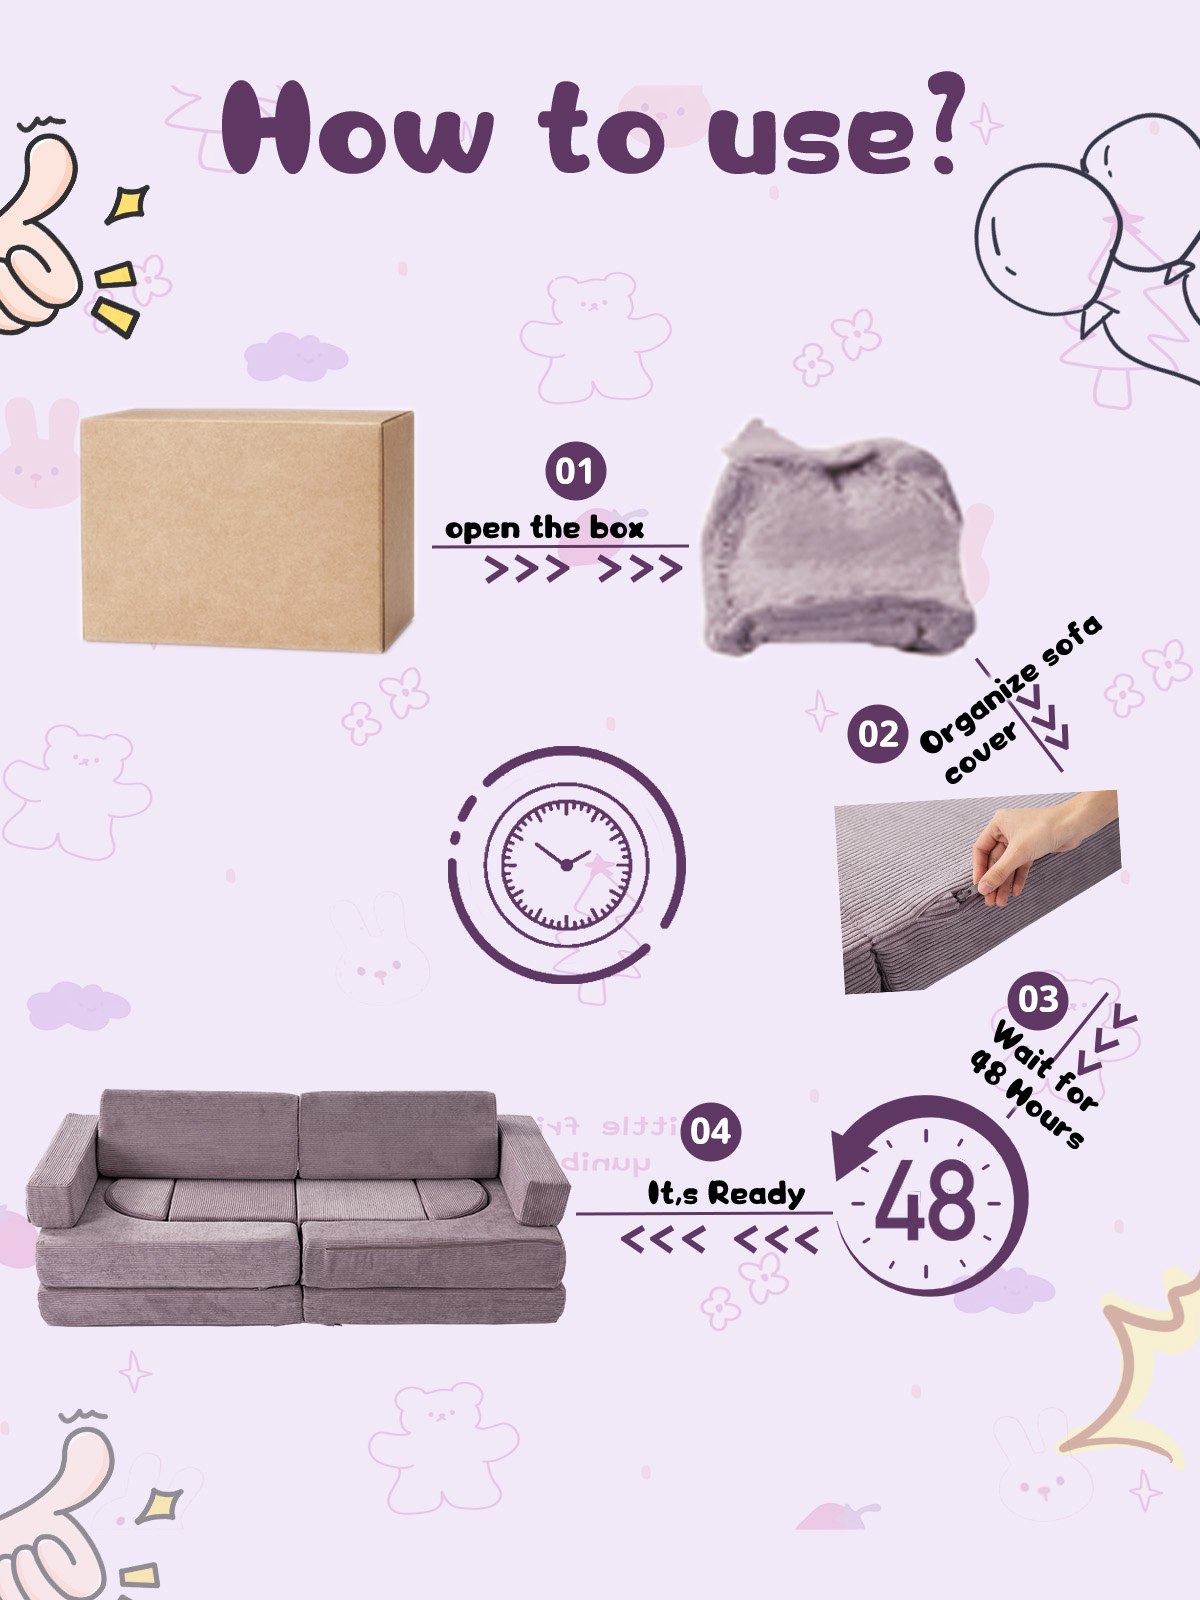 How to use?
01
open the box
02
Organize sofa
cover
03
Wait for
48 Hours
48
04
It,s Ready